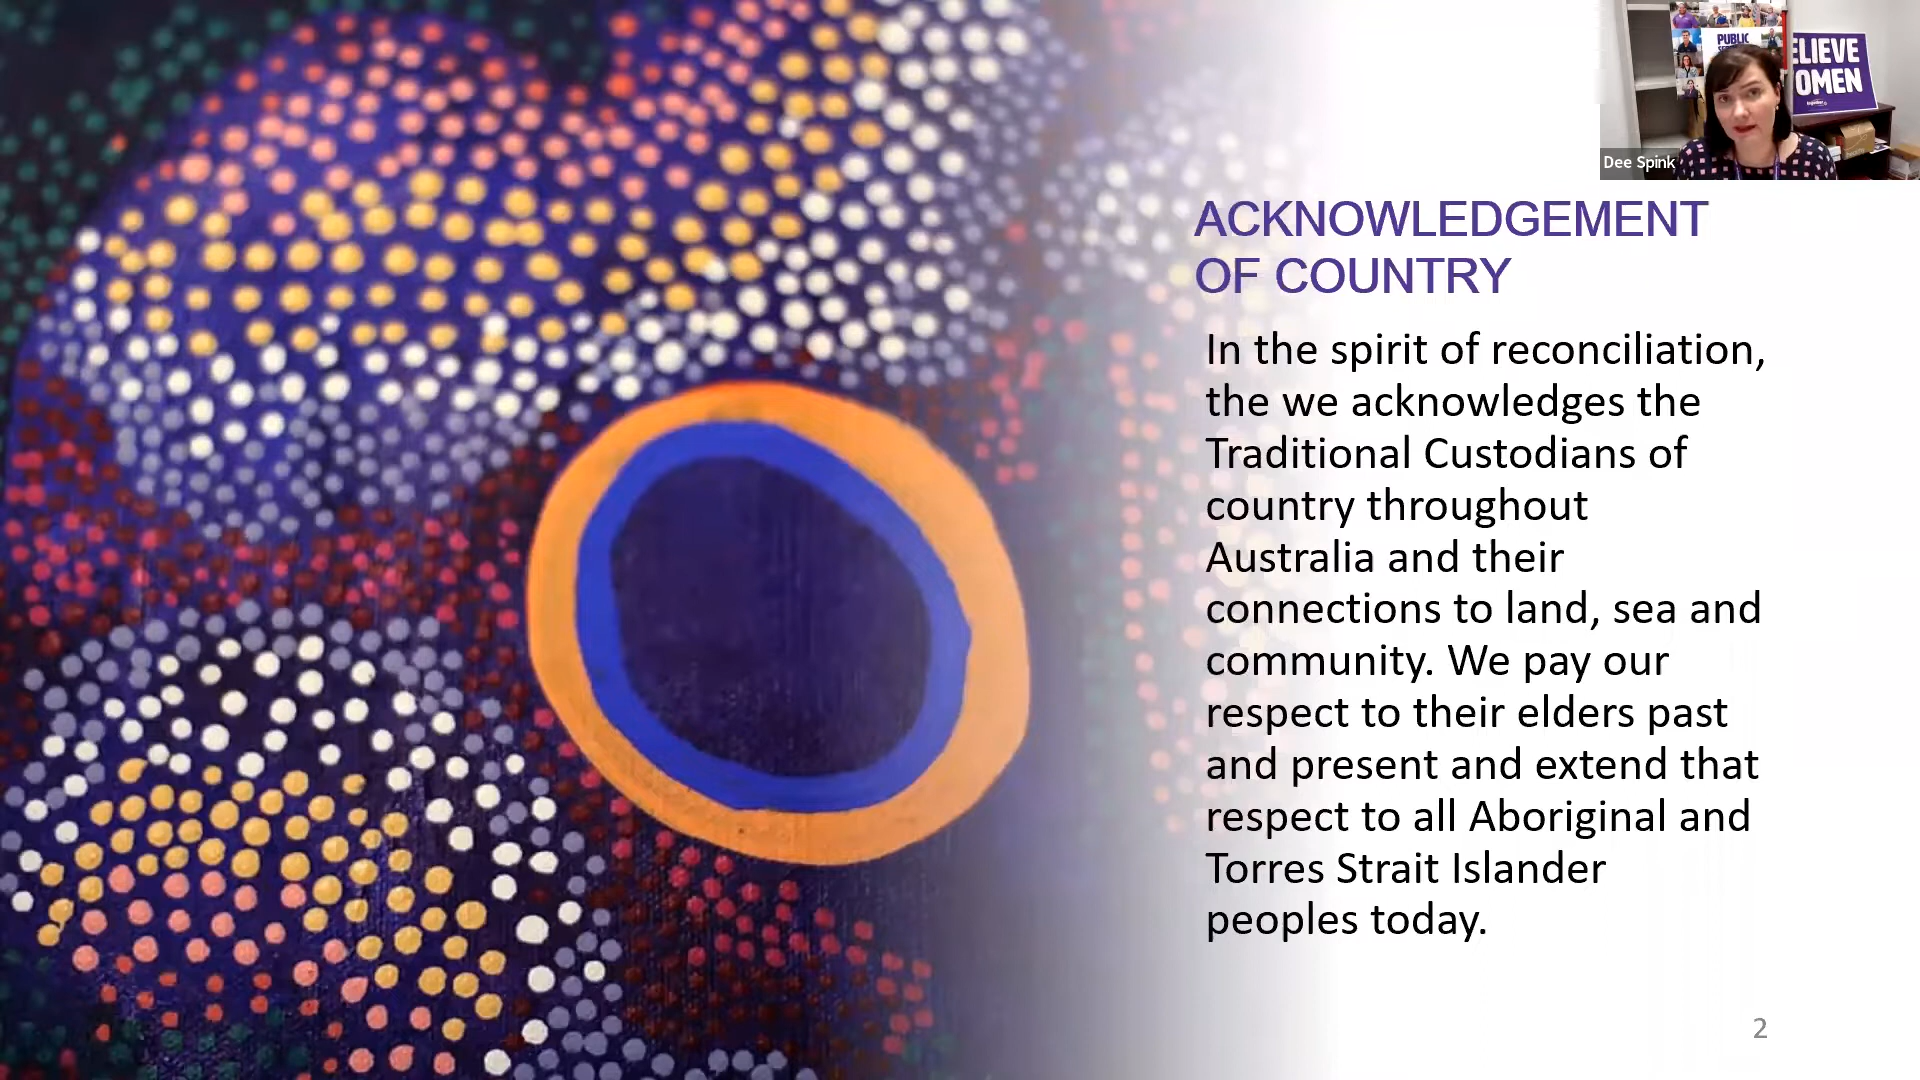 PUBLIC
ELIEVE
OMEN
together
Dee Spink
ACKNOWLEDGEMENT
OF COUNTRY
In the spirit of reconciliation,
the we acknowledges the
Traditional Custodians of
country throughout
Australia and their
connections to land, sea and
community. We pay our
respect to their elders past
and present and extend that
respect to all Aboriginal and
Torres Strait Islander
peoples today.
2